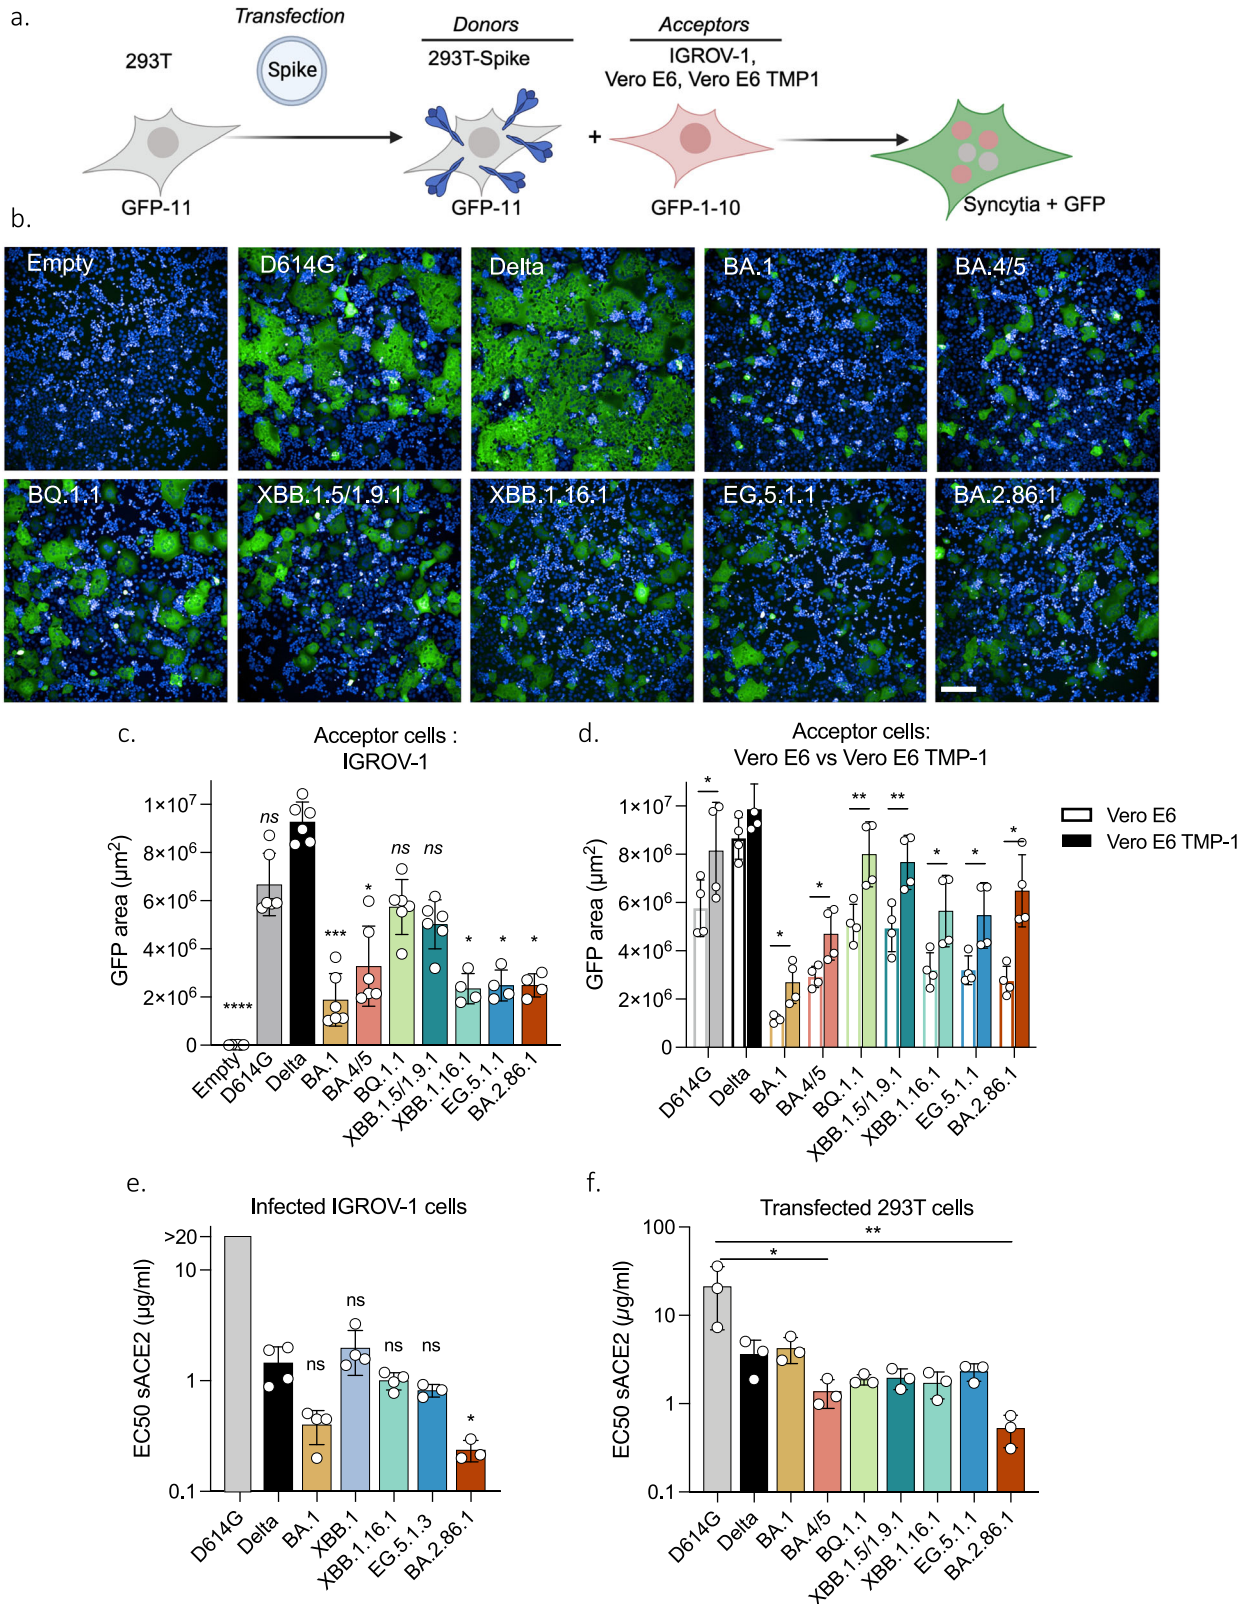 a.
Transfection
Donors
Acceptors
293T
Spike
293T-Spike
IGROV-1,
Vero E6, Vero E6 TMP1
+
GFP-11
GFP-11
GFP-1-10
Syncytia + GFP
b.
Empty
D614G
Delta
BA.1
BA.4/5
BQ.1.1
XBB.1.5/1.9.1
XBB.1.16.1
EG.5.1.1
BA.2.86.1
c.
Acceptor cells :
IGROV-1
GFP area (µm²)
1×10⁷
8×10⁶
6×10⁶
4×10⁶
2×10⁶
0
****
ns
***
*
ns
ns
*
*
*
Empty
D614G
Delta
BA.1
BA.4/5
BQ.1.1
XBB.1.5/1.9.1
XBB.1.16.1
EG.5.1.1
BA.2.86.1
d.
Acceptor cells:
Vero E6 vs Vero E6 TMP-1
GFP area (µm²)
1×10⁷
8×10⁶
6×10⁶
4×10⁶
2×10⁶
0
*
*
*
**
**
*
*
*
Vero E6
Vero E6 TMP-1
D614G
Delta
BA.1
BA.4/5
BQ.1.1
XBB.1.5/1.9.1
XBB.1.16.1
EG.5.1.1
BA.2.86.1
e.
Infected IGROV-1 cells
EC50 sACE2 (µg/ml)
>20
10
1
0.1
ns
ns
ns
ns
*
D614G
Delta
BA.1
XBB.1
XBB.1.16.1
EG.5.1.3
BA.2.86.1
f.
Transfected 293T cells
EC50 sACE2 (µg/ml)
100
10
1
0.1
**
*
D614G
Delta
BA.1
BA.4/5
BQ.1.1
XBB.1.5/1.9.1
XBB.1.16.1
EG.5.1.1
BA.2.86.1